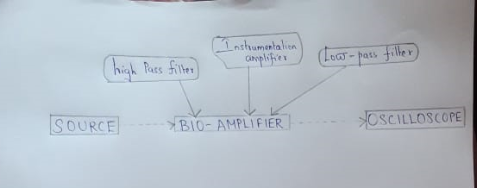 high Pass filter
Instrumentation
amplifier
Low-pass filter
SOURCE
BIO-AMPLIFIER
OSCILLOSCOPE